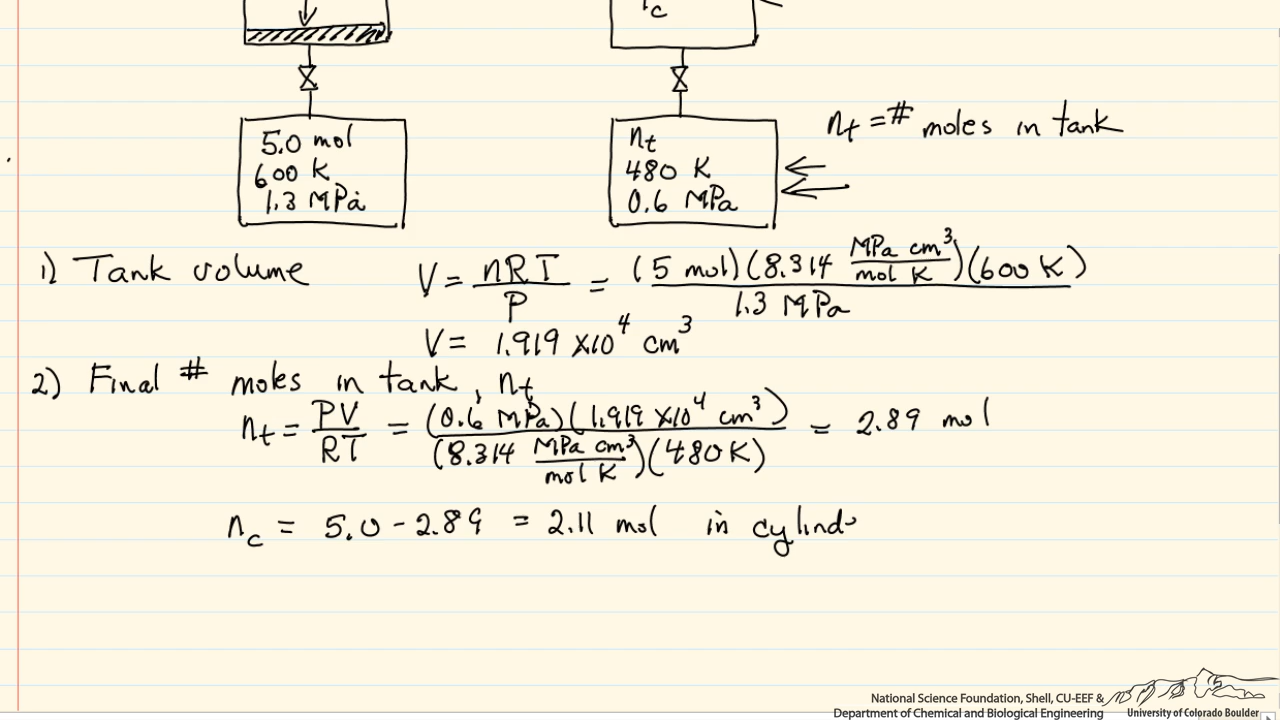 n_c
5.0 mol
600 K
1.3 MPa
n_t
480 K
0.6 MPa
n_t = # moles in tank
1) Tank volume V = nRT / P = (5 mol)(8.314 MPa cm³ / mol K)(600 K) / 1.3 MPa
V = 1.919 ×10⁴ cm³
2) Final # moles in tank, n_t
n_t = PV / RT = (0.6 MPa)(1.919 ×10⁴ cm³) / (8.314 MPa cm³ / mol K)(480 K) = 2.89 mol
n_c = 5.0 - 2.89 = 2.11 mol in cylind
National Science Foundation, Shell, CU-EEF &
Department of Chemical and Biological Engineering University of Colorado Boulder